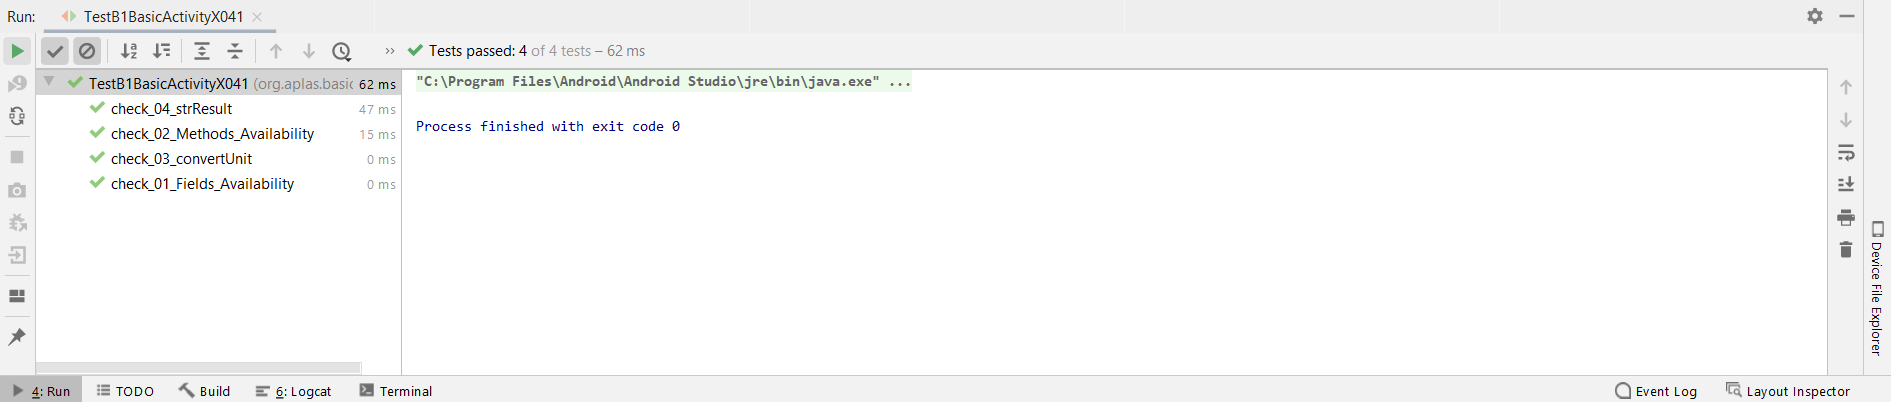 Run: TestB1BasicActivityX041
Tests passed: 4 of 4 tests – 62 ms
TestB1BasicActivityX041 (org.aplas.basic 62 ms
check_04_strResult 47 ms
check_02_Methods_Availability 15 ms
check_03_convertUnit 0 ms
check_01_Fields_Availability 0 ms
"C:\Program Files\Android\Android Studio\jre\bin\java.exe" ...
Process finished with exit code 0
Device File Explorer
4: Run TODO Build 6: Logcat Terminal Event Log Layout Inspector